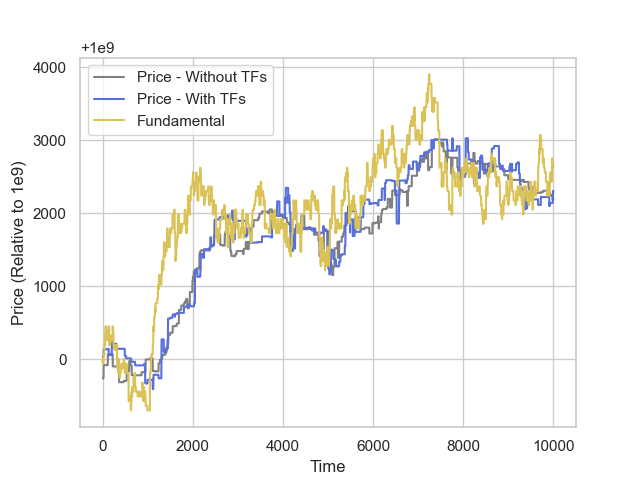 +1e9
Price - Without TFs
Price - With TFs
Fundamental
4000
3000
2000
1000
0
Price (Relative to 1e9)
0 2000 4000 6000 8000 10000
Time